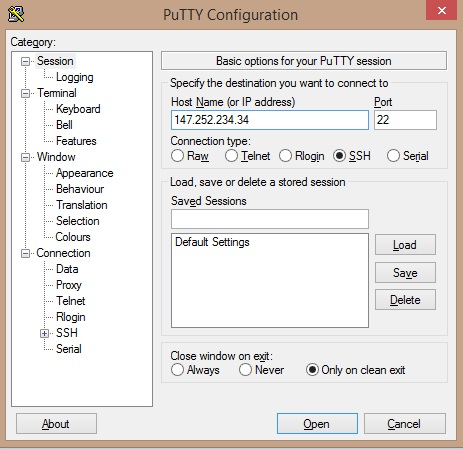 PuTTY Configuration
Category:
Session
Logging
Terminal
Keyboard
Bell
Features
Window
Appearance
Behaviour
Translation
Selection
Colours
Connection
Data
Proxy
Telnet
Rlogin
SSH
Serial
Basic options for your PuTTY session
Specify the destination you want to connect to
Host Name (or IP address) Port
147.252.234.34 22
Connection type:
Raw Telnet Rlogin SSH Serial
Load, save or delete a stored session
Saved Sessions
Default Settings
Load
Save
Delete
Close window on exit:
Always Never Only on clean exit
About Open Cancel